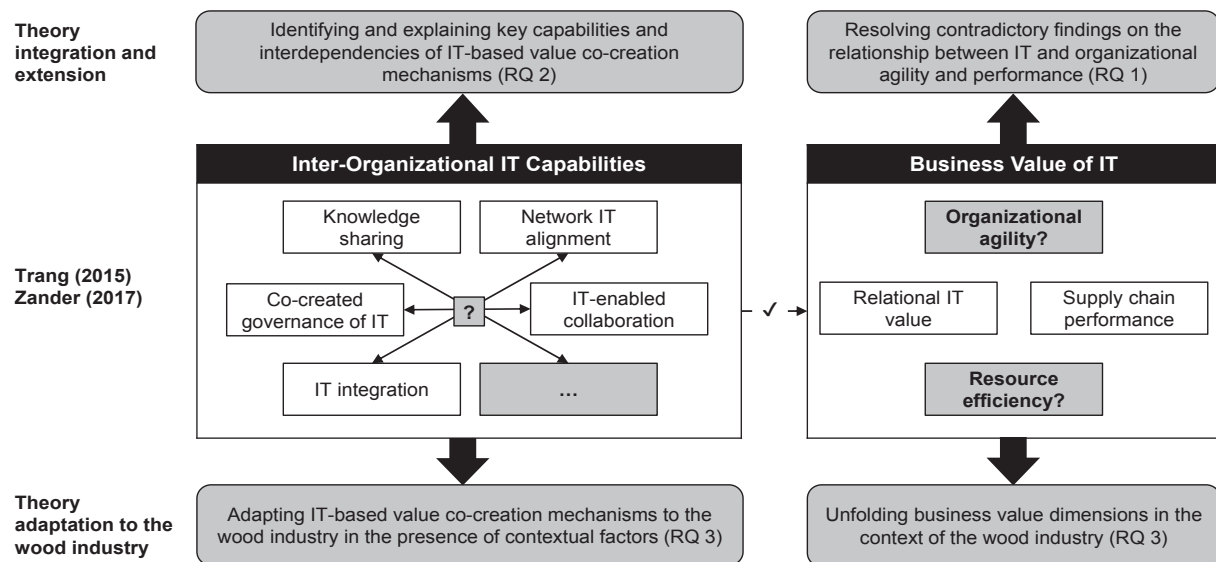 Theory
integration and
extension
Identifying and explaining key capabilities and
interdependencies of IT-based value co-creation
mechanisms (RQ 2)
Resolving contradictory findings on the
relationship between IT and organizational
agility and performance (RQ 1)
Trang (2015)
Zander (2017)
Inter-Organizational IT Capabilities
Knowledge
sharing
Network IT
alignment
Co-created
governance of IT
?
IT-enabled
collaboration
IT integration
...
✓
Business Value of IT
Organizational
agility?
Relational IT
value
Supply chain
performance
Resource
efficiency?
Theory
adaptation to the
wood industry
Adapting IT-based value co-creation mechanisms to the
wood industry in the presence of contextual factors (RQ 3)
Unfolding business value dimensions in the
context of the wood industry (RQ 3)